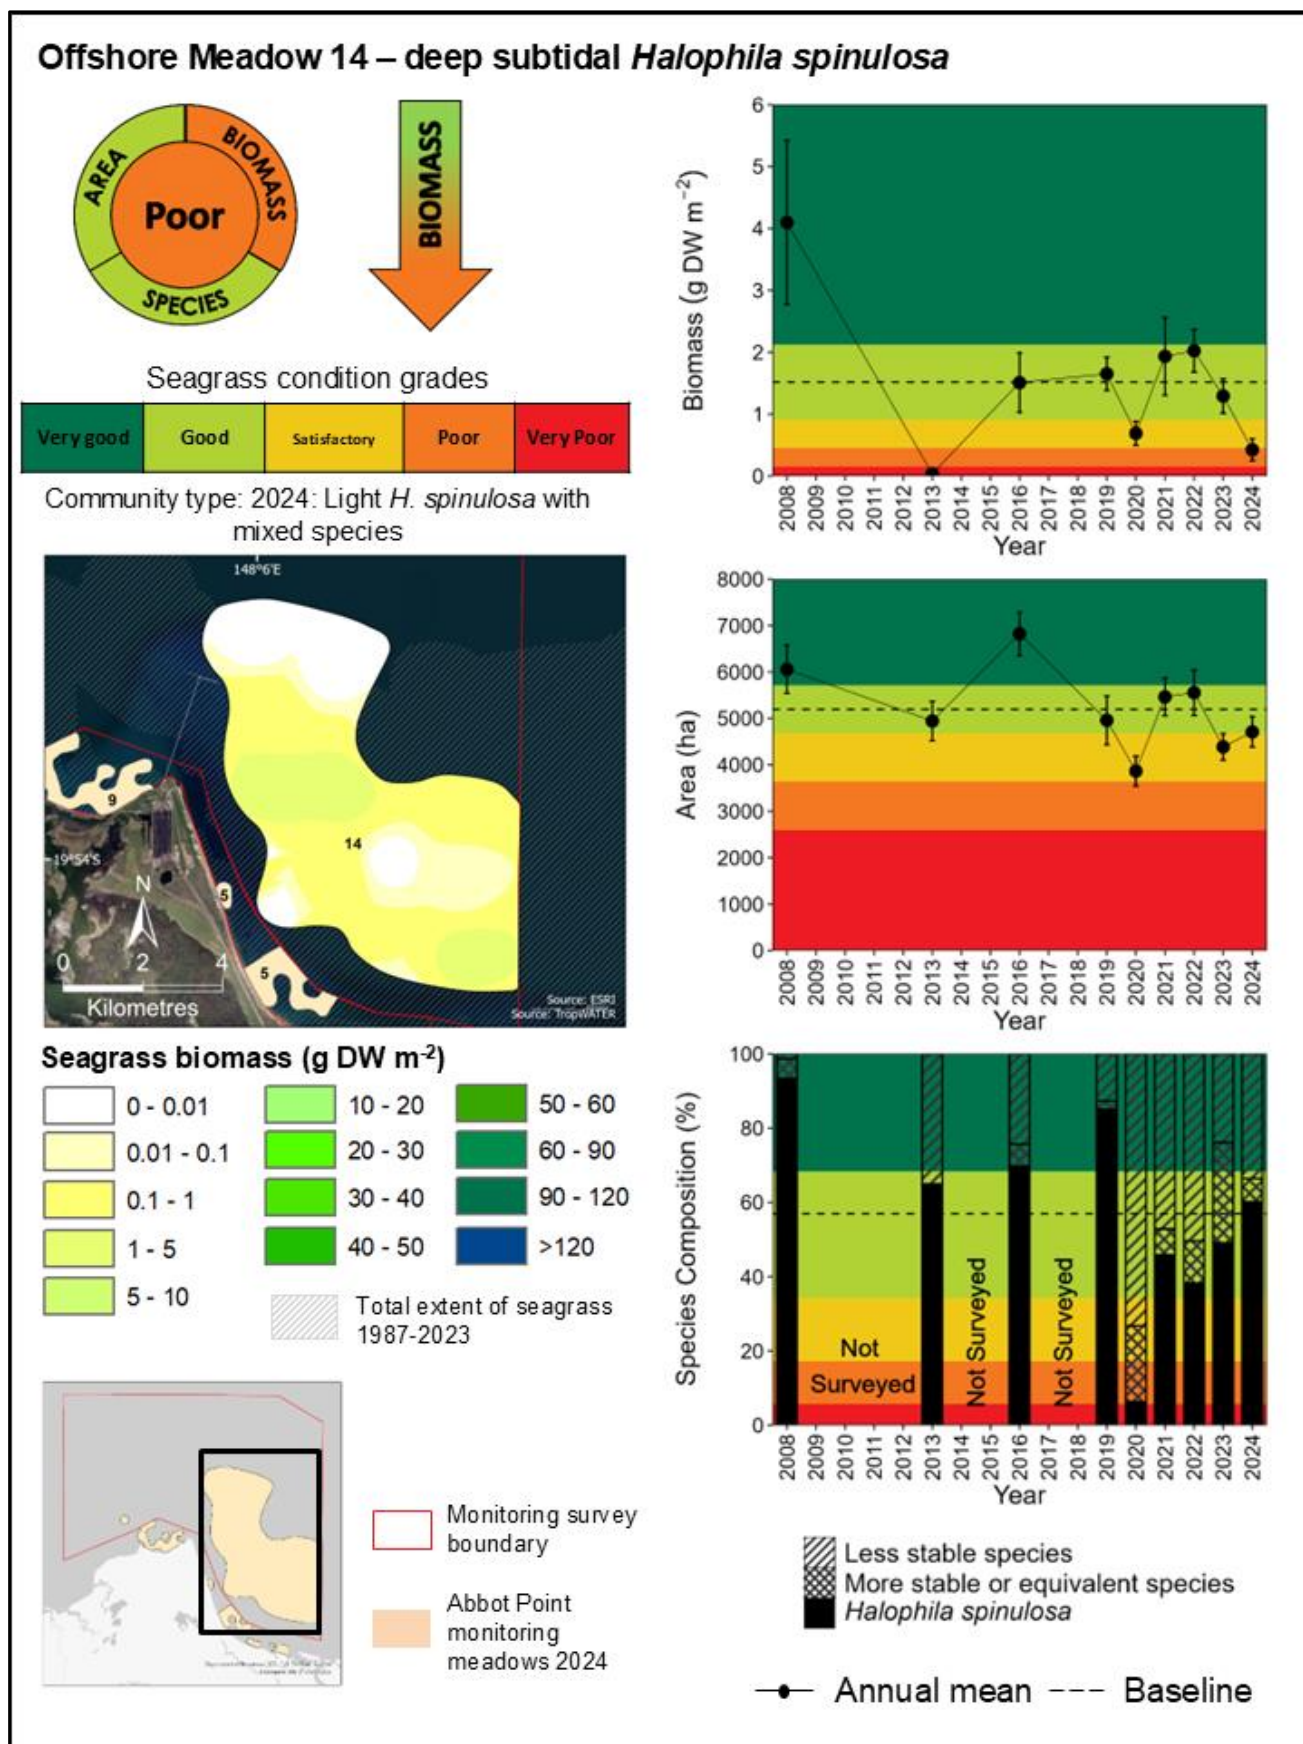 Offshore Meadow 14 – deep subtidal Halophila spinulosa
AREA
BIOMASS
Poor
SPECIES
BIOMASS
Seagrass condition grades
Very good
Good
Satisfactory
Poor
Very Poor
Community type: 2024: Light H. spinulosa with
mixed species
148°6'E
19°54'S
9
14
5
5
N
0 2 4
Kilometres
Source: ESRI
Source: TropWATER
Seagrass biomass (g DW m-2)
0 - 0.01
0.01 - 0.1
0.1 - 1
1 - 5
5 - 10
10 - 20
20 - 30
30 - 40
40 - 50
50 - 60
60 - 90
90 - 120
>120
Total extent of seagrass
1987-2023
Monitoring survey
boundary
Abbot Point
monitoring
meadows 2024
Biomass (g DW m−2)
6
5
4
3
2
1
0
2008 2009 2010 2011 2012 2013 2014 2015 2016 2017 2018 2019 2020 2021 2022 2023 2024
Year
Area (ha)
8000
7000
6000
5000
4000
3000
2000
1000
0
2008 2009 2010 2011 2012 2013 2014 2015 2016 2017 2018 2019 2020 2021 2022 2023 2024
Year
Species Composition (%)
100
80
60
40
20
0
Not
Surveyed
Not Surveyed
Not Surveyed
2008 2009 2010 2011 2012 2013 2014 2015 2016 2017 2018 2019 2020 2021 2022 2023 2024
Year
Less stable species
More stable or equivalent species
Halophila spinulosa
Annual mean
Baseline